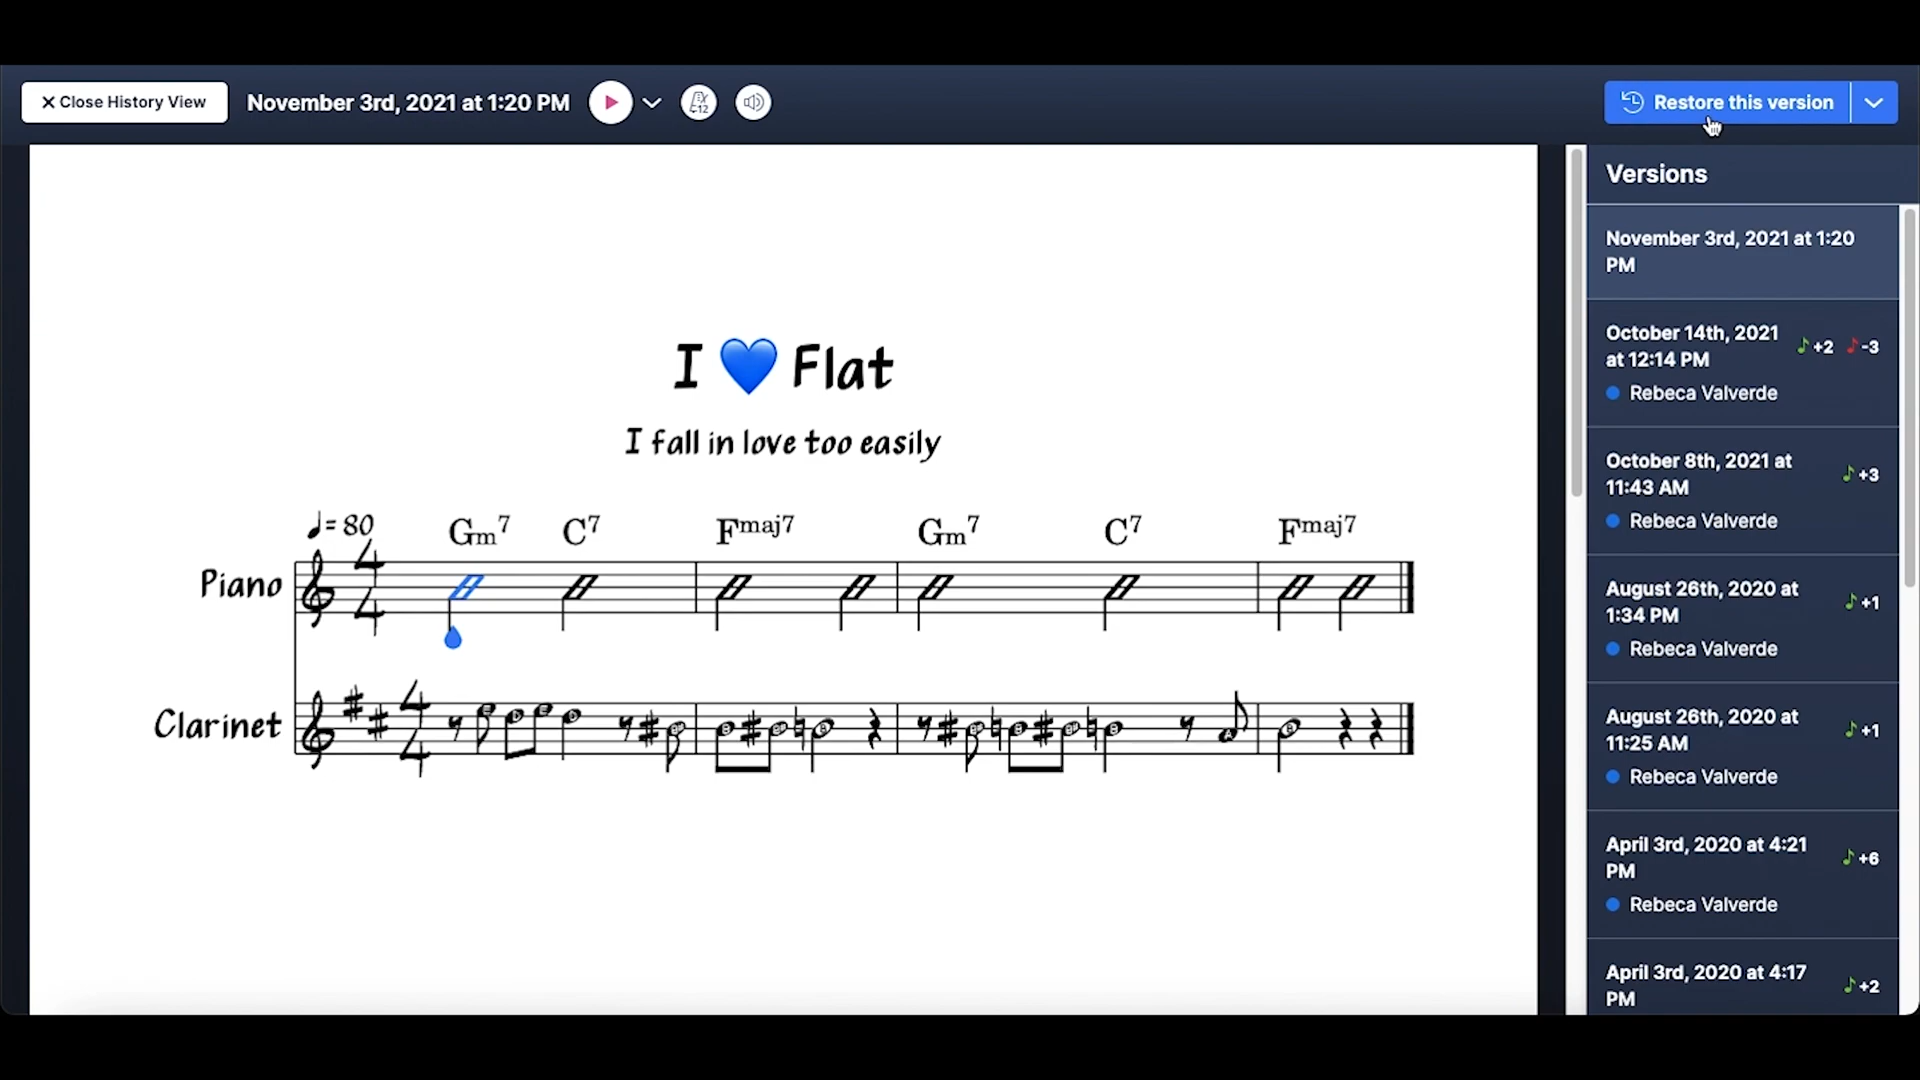 Close History View
November 3rd, 2021 at 1:20 PM
Restore this version
Versions
November 3rd, 2021 at 1:20
PM
October 14th, 2021
at 12:14 PM
+2 -3
Rebeca Valverde
October 8th, 2021 at
11:43 AM
+3
Rebeca Valverde
August 26th, 2020 at
1:34 PM
+1
Rebeca Valverde
August 26th, 2020 at
11:25 AM
+1
Rebeca Valverde
April 3rd, 2020 at 4:21
PM
+6
Rebeca Valverde
April 3rd, 2020 at 4:17
PM
+2
I 💙 Flat
I fall in love too easily
♩= 80
Gm7 C7 Fmaj7 Gm7 C7 Fmaj7
Piano
4
4
Clarinet
4
4